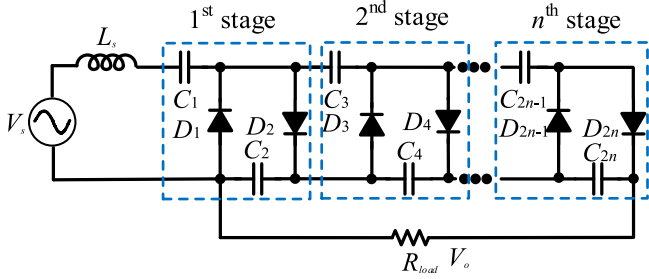 1st stage
2nd stage
nth stage
Ls
C1
C3
C2n-1
Vs
D1
D2
D3
D4
D2n-1
D2n
C2
C4
C2n
Rload
Vo